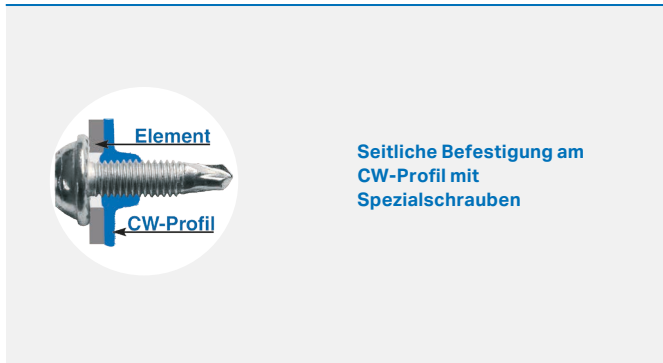 Element
CW-Profil
Seitliche Befestigung am
CW-Profil mit
Spezialschrauben